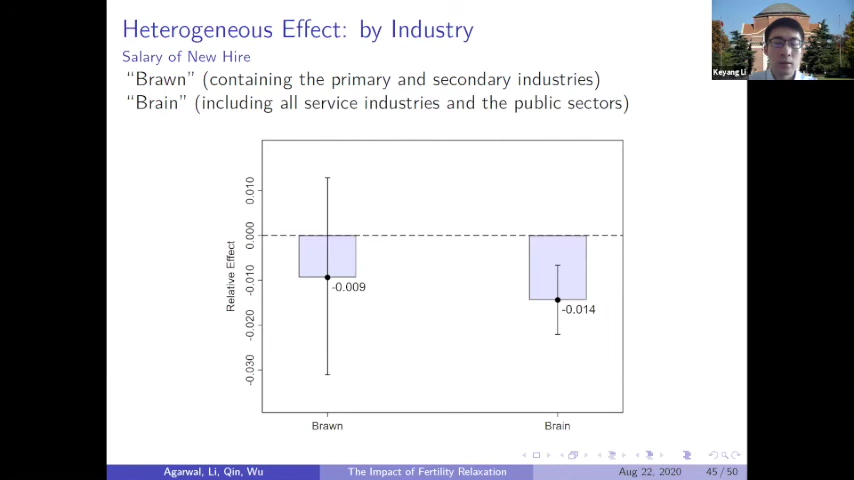 Heterogeneous Effect: by Industry
Salary of New Hire
“Brawn” (containing the primary and secondary industries)
“Brain” (including all service industries and the public sectors)
Keyang Li
Relative Effect
0.010
0.000
-0.010
-0.020
-0.030
-0.009
-0.014
Brawn
Brain
Agarwal, Li, Qin, Wu
The Impact of Fertility Relaxation
Aug 22, 2020
45 / 50